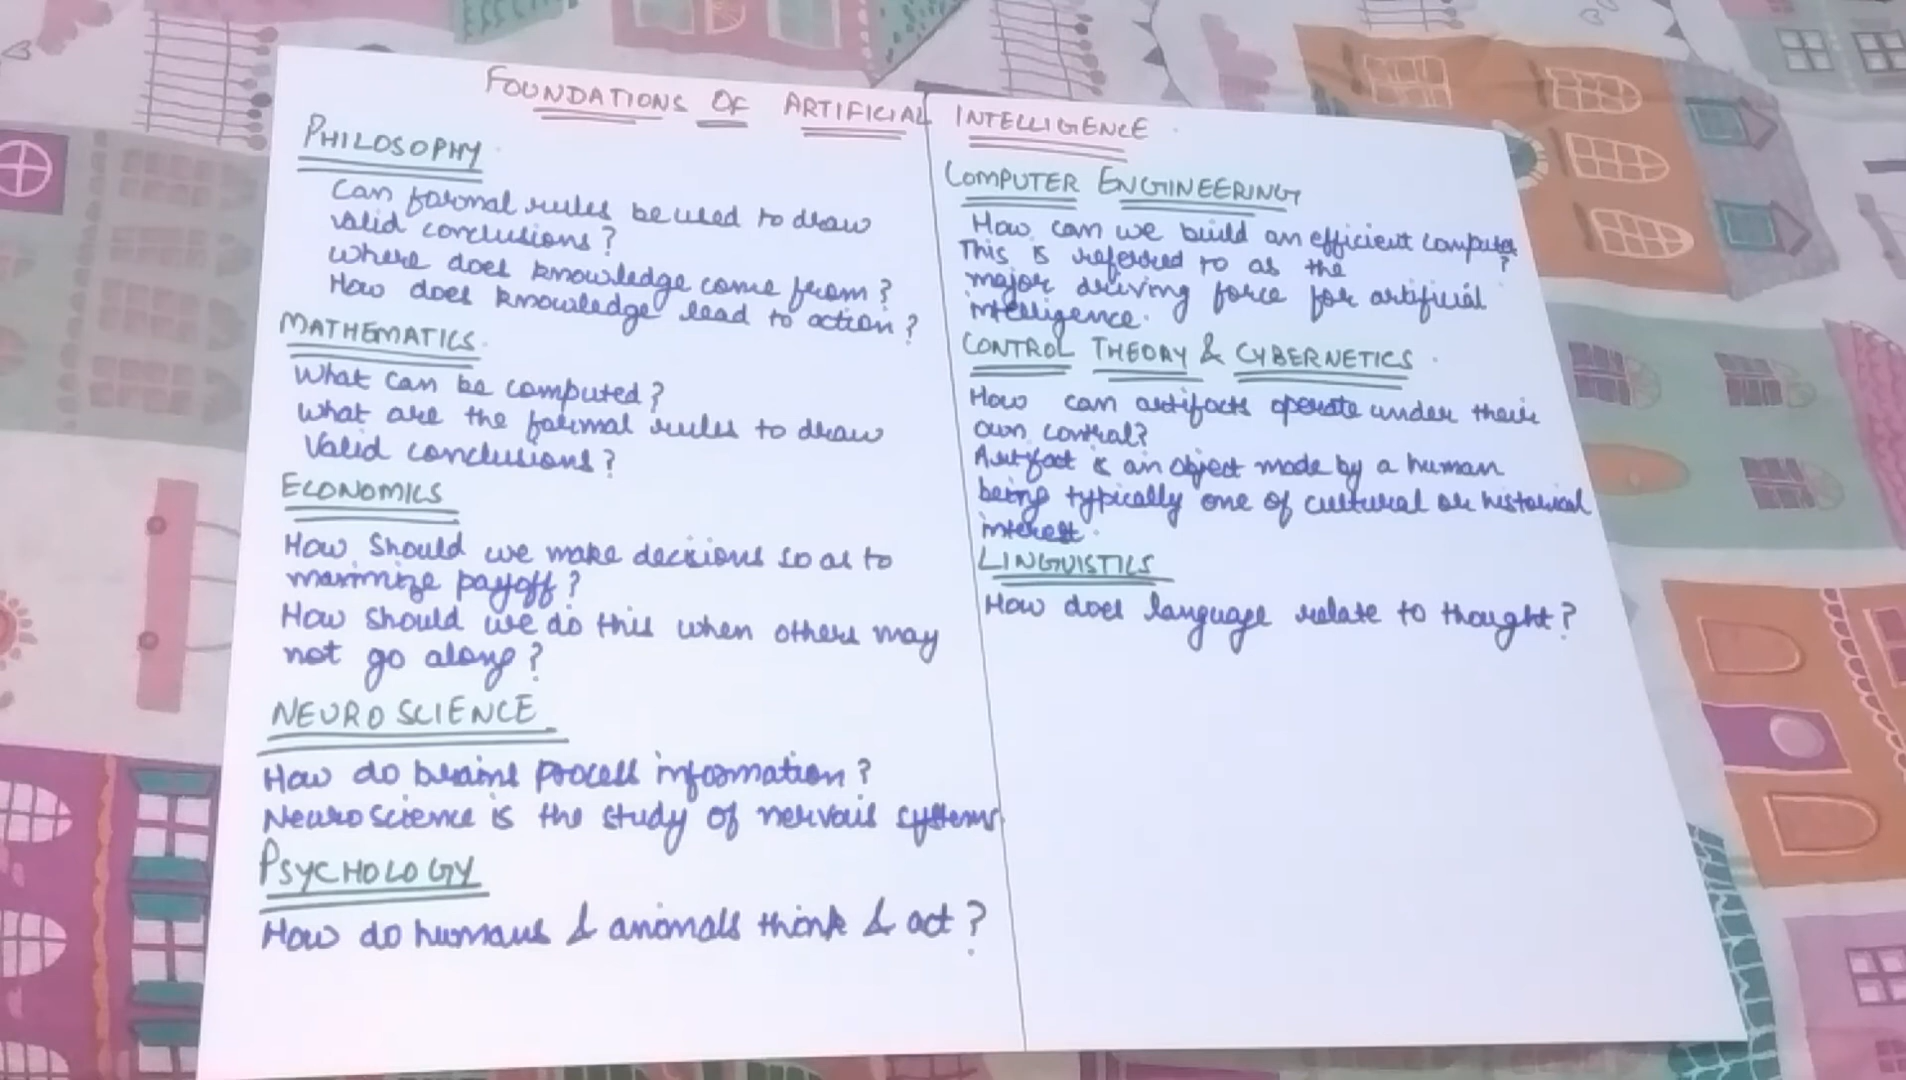 FOUNDATIONS OF ARTIFICIAL INTELLIGENCE
PHILOSOPHY
Can formal rules be used to draw
valid conclusions?
Where does knowledge come from?
How does knowledge lead to action?
MATHEMATICS
What can be computed?
What are the formal rules to draw
Valid conclusions?
ECONOMICS
How should we make decisions so as to
maximize payoff?
How should we do this when others may
not go along?
NEUROSCIENCE
How do brains process information?
Neuroscience is the study of nervous systems
PSYCHOLOGY
How do humans & animals think & act?
COMPUTER ENGINEERING
How can we build an efficient computer?
This is referred to as the
major driving force for artificial
intelligence.
CONTROL THEORY & CYBERNETICS
How can artifacts operate under their
own control?
Artifact is an object made by a human
being typically one of cultural or historical
interest.
LINGUISTICS
How does language relate to thought?